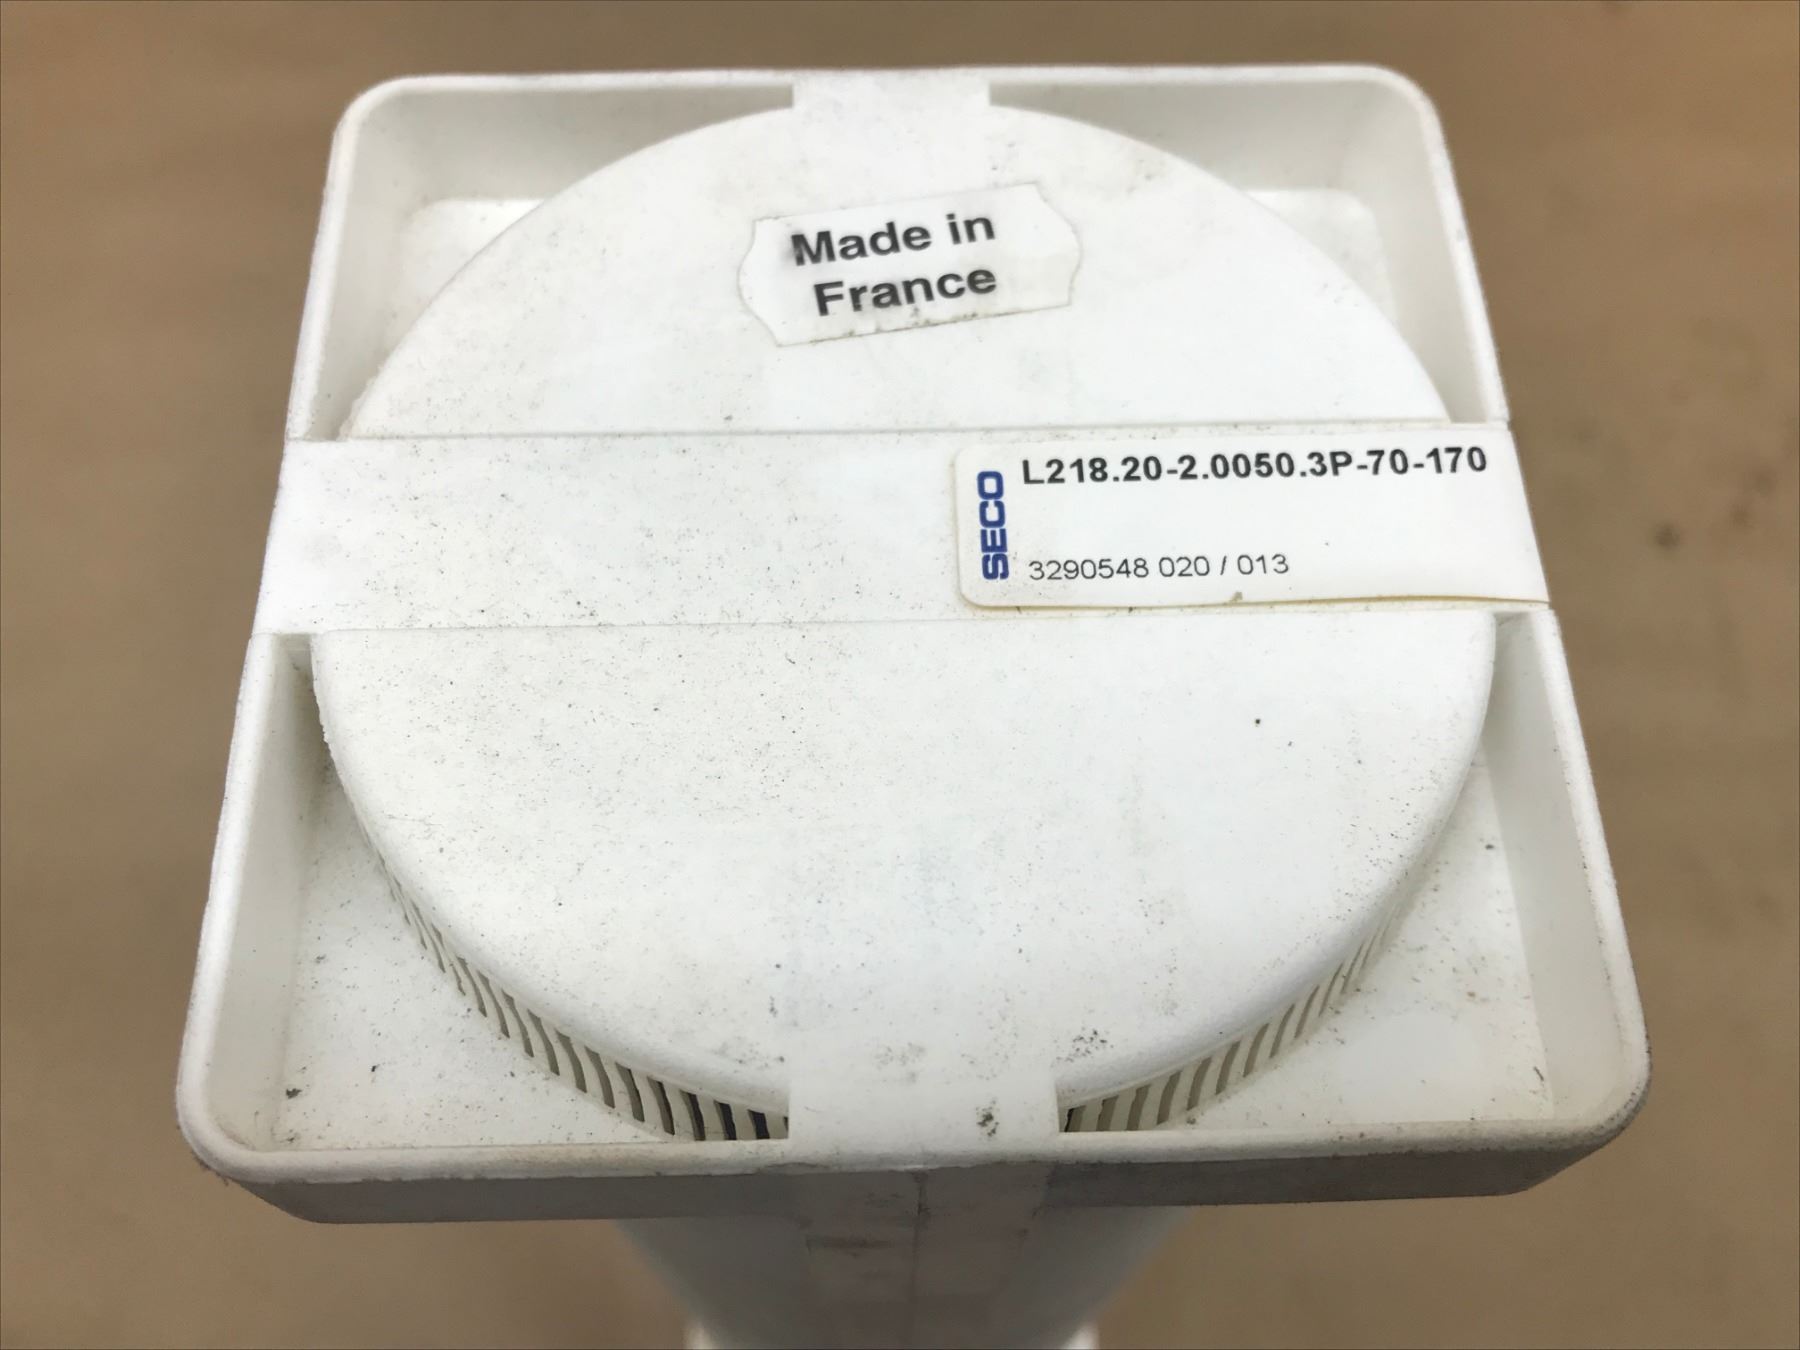 Made in
France
SECO
L218.20-2.0050.3P-70-170
3290548 020 / 013